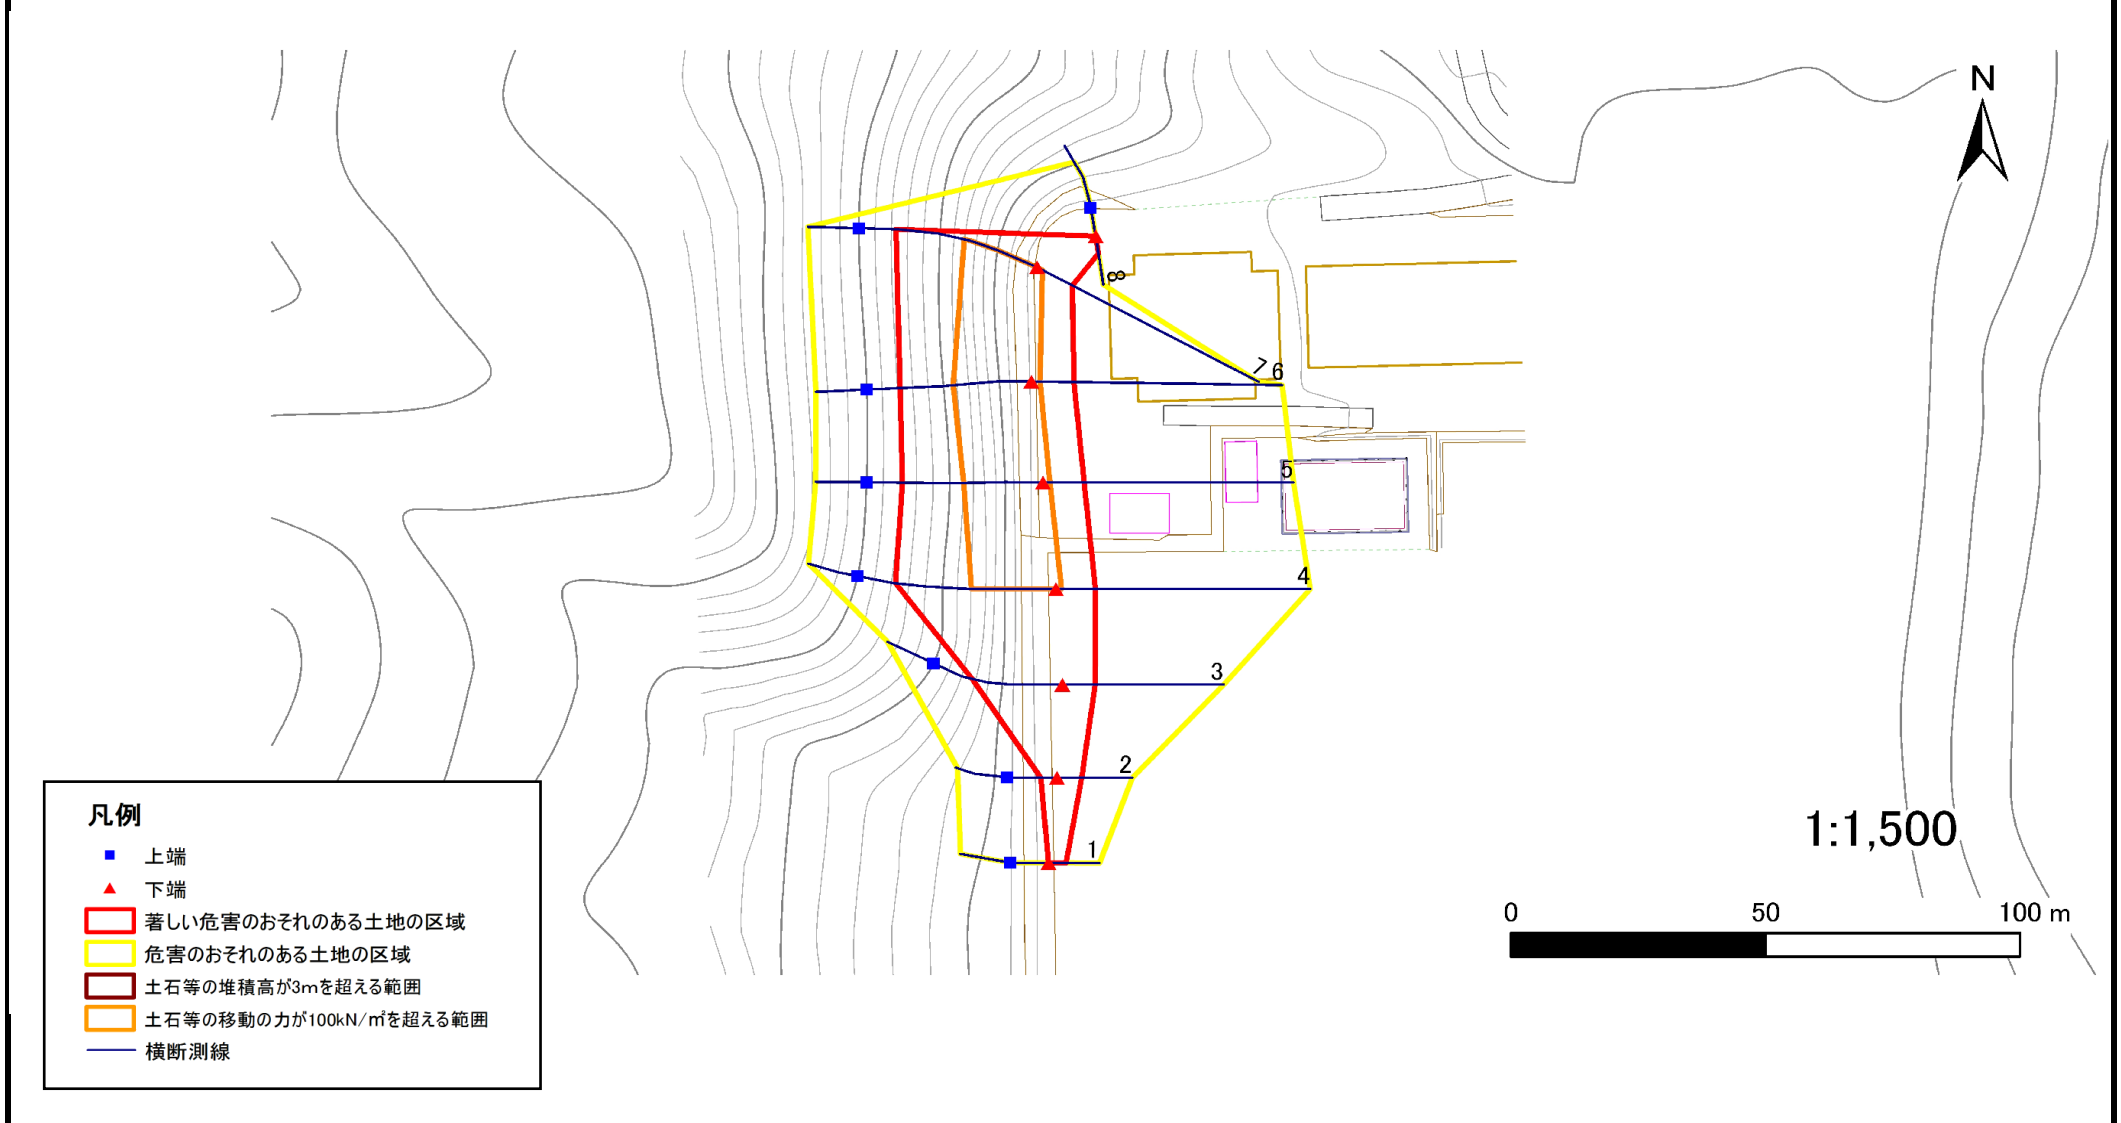 N
8
7
6
5
4
3
2
1
凡例
上端
下端
著しい危害のおそれのある土地の区域
危害のおそれのある土地の区域
土石等の堆積高が3mを超える範囲
土石等の移動の力が100kN/㎡を超える範囲
横断測線
1:1,500
0 50 100 m